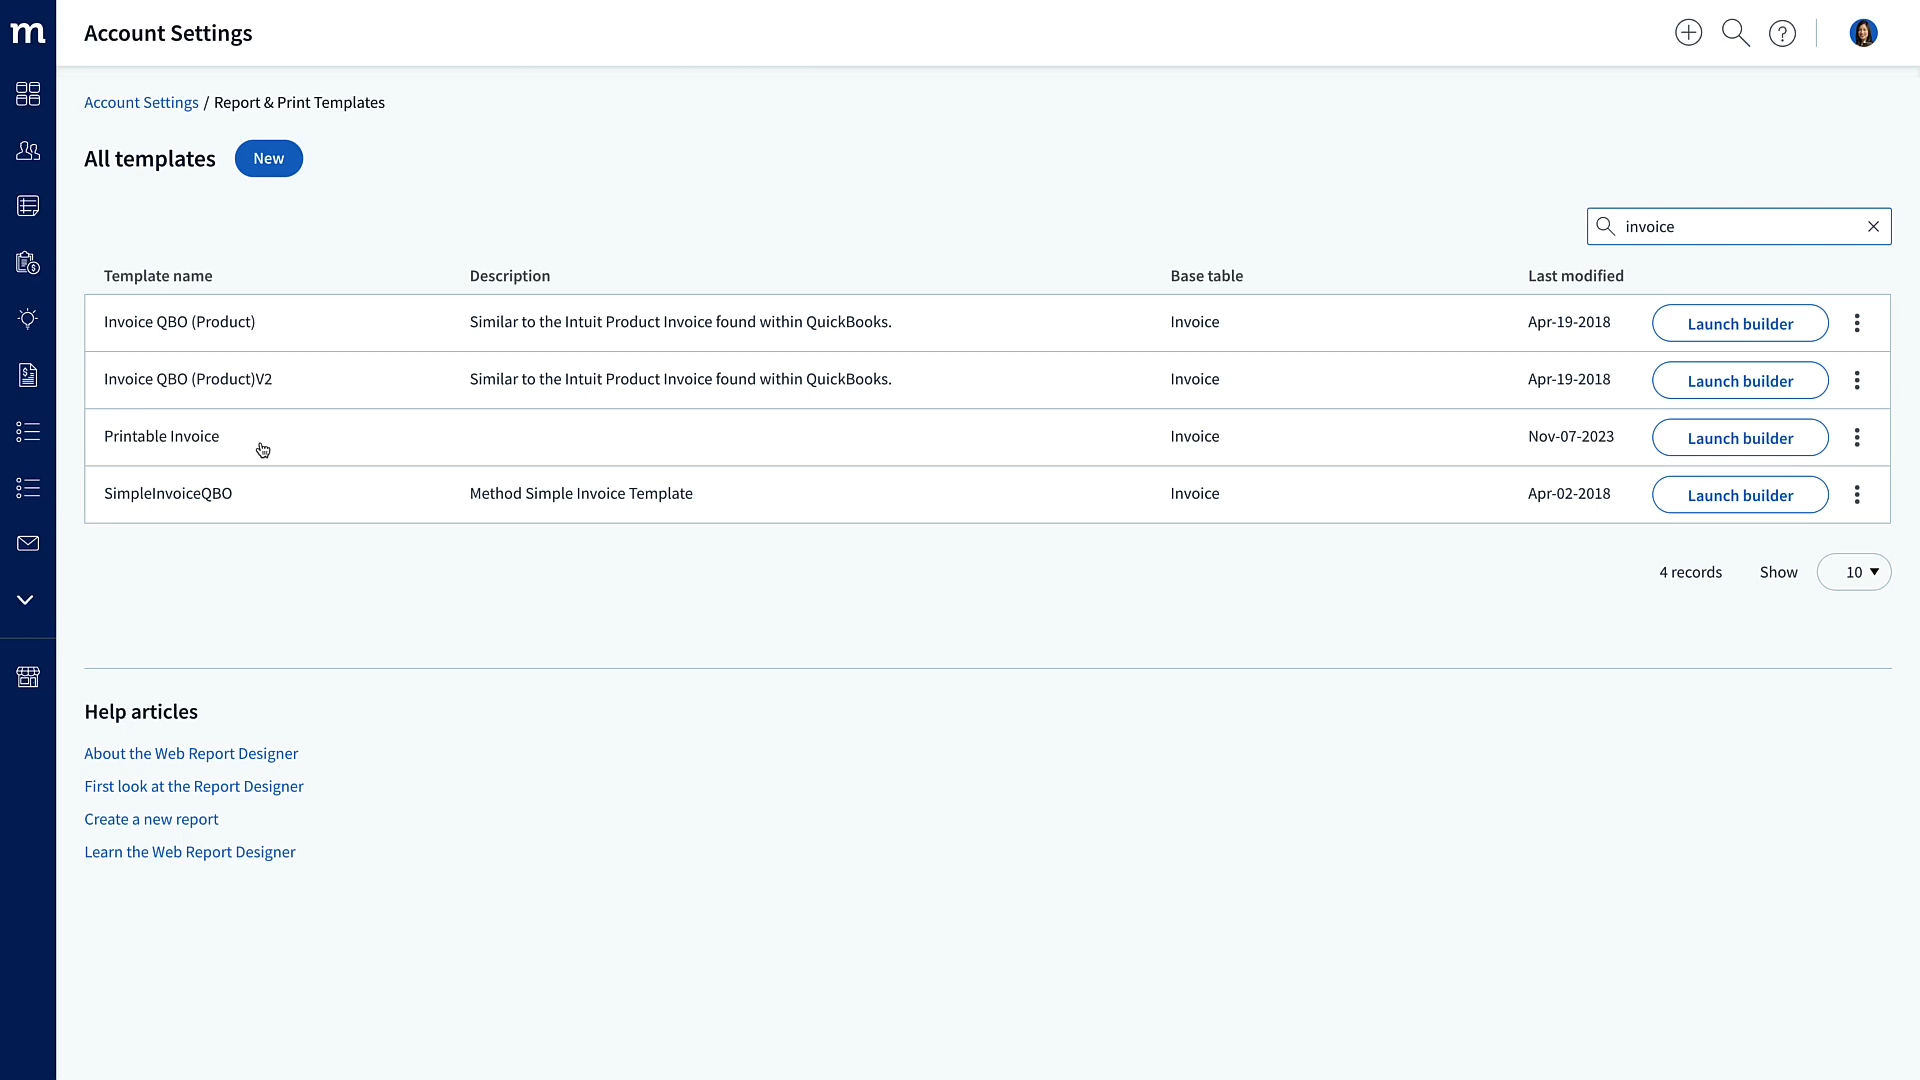 m
Account Settings
Account Settings / Report & Print Templates
All templates
New
invoice
Template name Description Base table Last modified
Invoice QBO (Product) Similar to the Intuit Product Invoice found within QuickBooks. Invoice Apr-19-2018 Launch builder
Invoice QBO (Product)V2 Similar to the Intuit Product Invoice found within QuickBooks. Invoice Apr-19-2018 Launch builder
Printable Invoice Invoice Nov-07-2023 Launch builder
SimpleInvoiceQBO Method Simple Invoice Template Invoice Apr-02-2018 Launch builder
4 records Show 10
Help articles
About the Web Report Designer
First look at the Report Designer
Create a new report
Learn the Web Report Designer